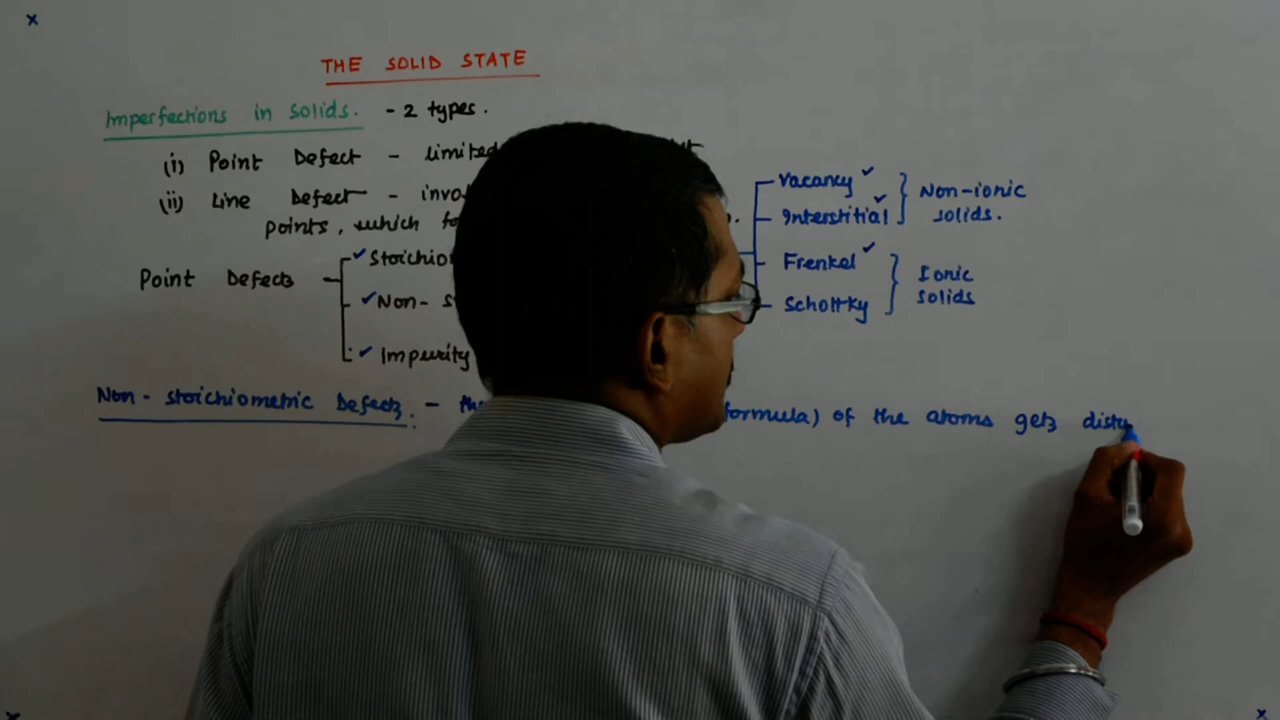 THE SOLID STATE
Imperfections in solids. - 2 types.
(i) Point Defect - limited
(ii) Line Defect - invo
points, which fo
Point Defects
Stoichio
Non- s
Impurity
Vacancy
Interstitial
Non-ionic
solids.
Frenkel
Schottky
Ionic
solids
Non-stoichiometric Defects. - the formula) of the atoms gets distu